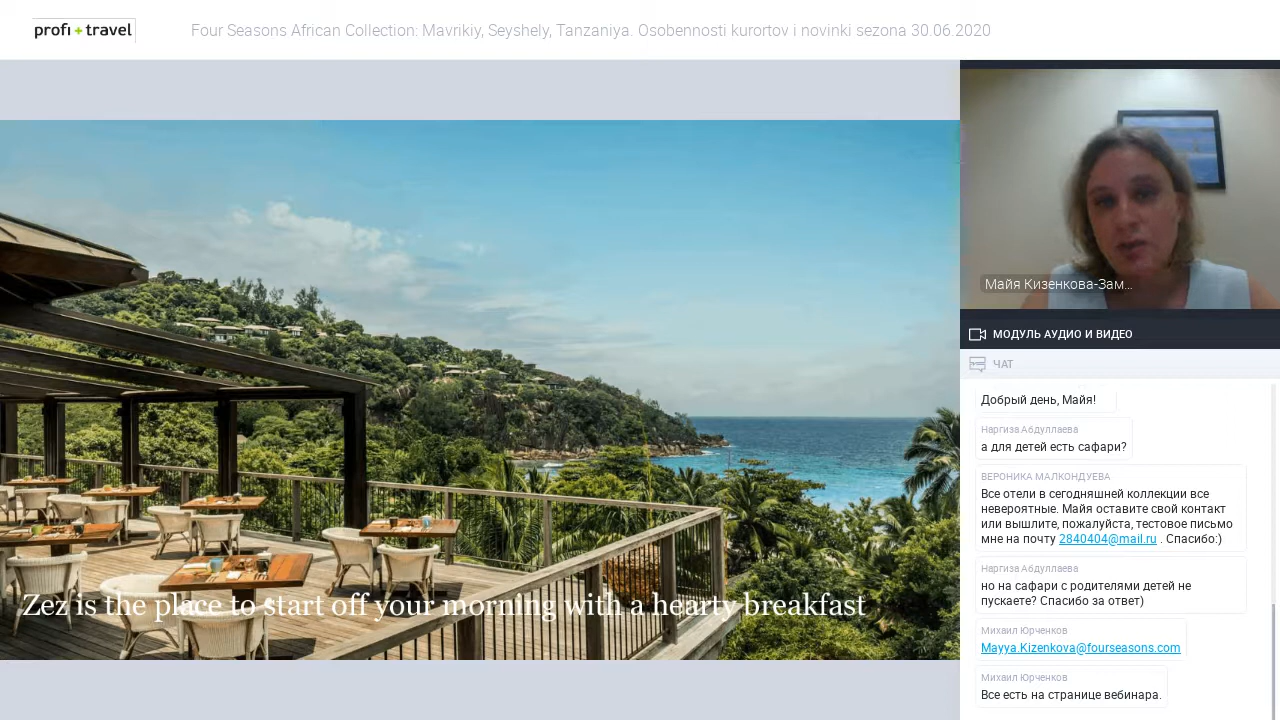 profi + travel
Four Seasons African Collection: Mavrikiy, Seyshely, Tanzaniya. Osobennosti kurortov i novinki sezona 30.06.2020
Zez is the place to start off your morning with a hearty breakfast
Майя Кизенкова-Зам...
МОДУЛЬ АУДИО И ВИДЕО
ЧАТ
Добрый день, Майя!
Наргиза Абдуллаева
а для детей есть сафари?
ВЕРОНИКА МАЛКОНДУЕВА
Все отели в сегодняшней коллекции все
невероятные. Майя оставите свой контакт
или вышлите, пожалуйста, тестовое письмо
мне на почту 2840404@mail.ru . Спасибо:)
Наргиза Абдуллаева
но на сафари с родителями детей не
пускаете? Спасибо за ответ)
Михаил Юрченков
Mayya.Kizenkova@fourseasons.com
Михаил Юрченков
Все есть на странице вебинара.